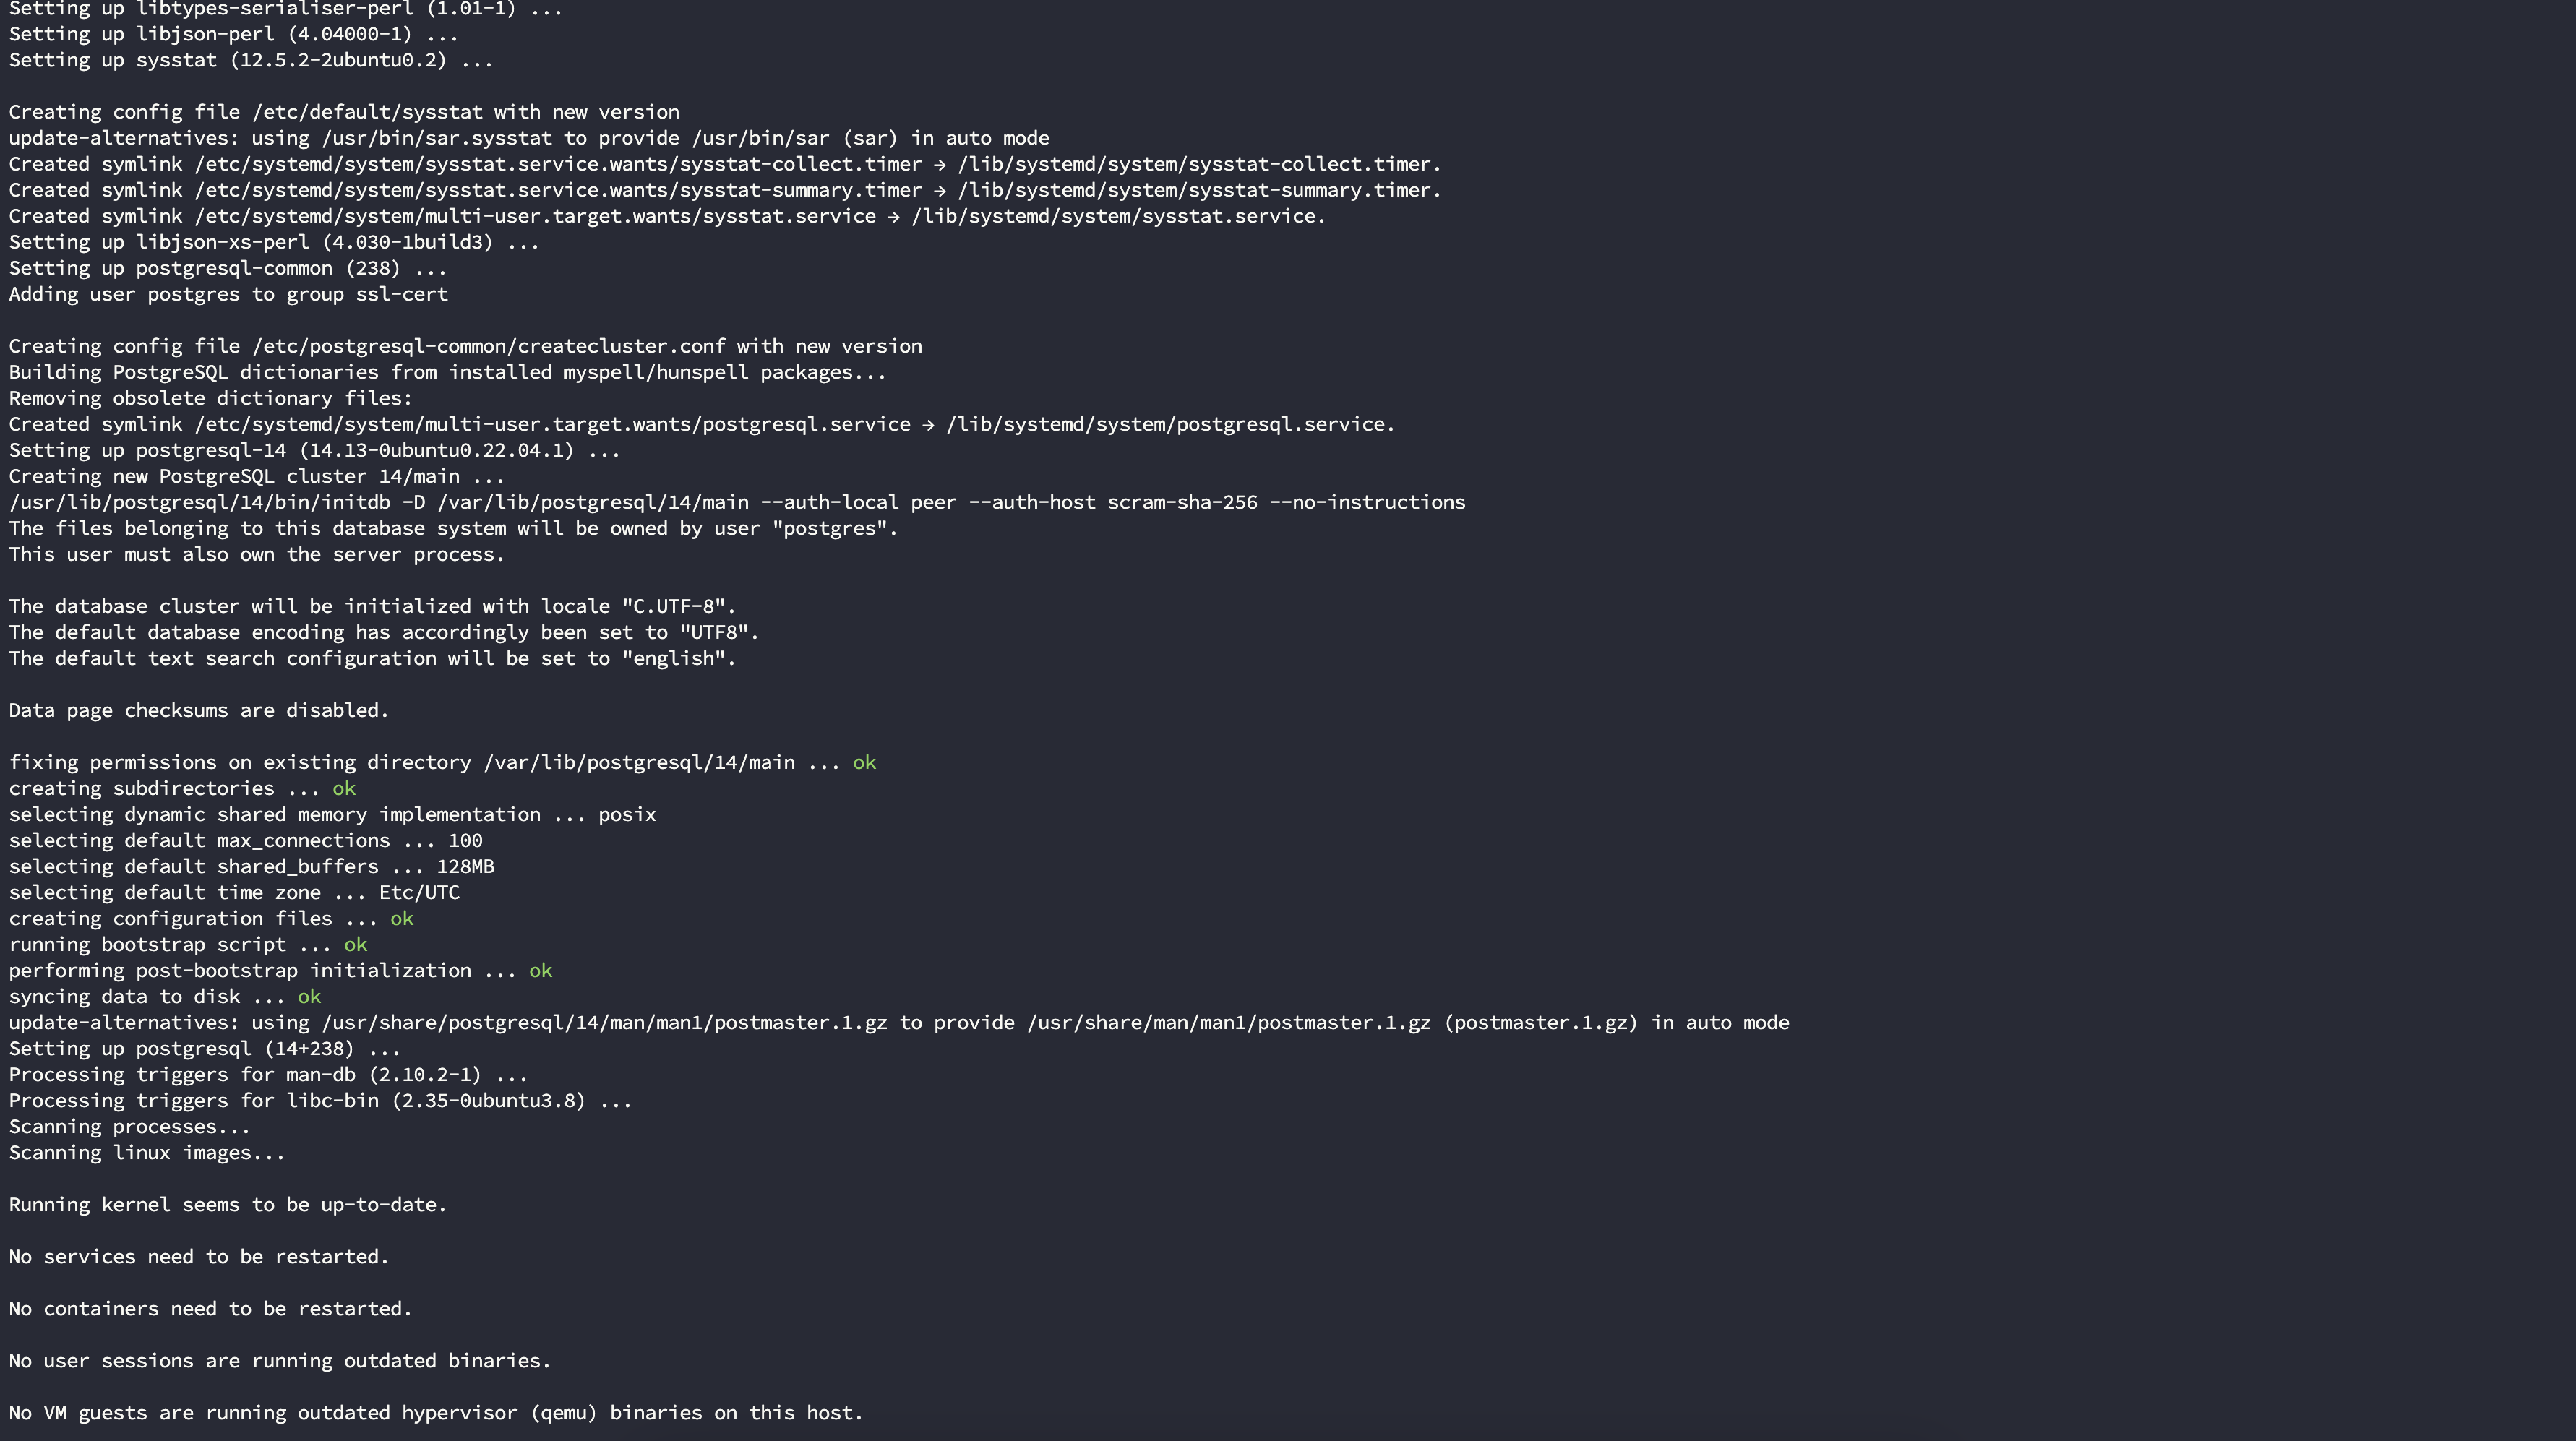 Setting up libtypes-serialiser-perl (1.01-1) ...
Setting up libjson-perl (4.04000-1) ...
Setting up sysstat (12.5.2-2ubuntu0.2) ...
Creating config file /etc/default/sysstat with new version
update-alternatives: using /usr/bin/sar.sysstat to provide /usr/bin/sar (sar) in auto mode
Created symlink /etc/systemd/system/sysstat.service.wants/sysstat-collect.timer → /lib/systemd/system/sysstat-collect.timer.
Created symlink /etc/systemd/system/sysstat.service.wants/sysstat-summary.timer → /lib/systemd/system/sysstat-summary.timer.
Created symlink /etc/systemd/system/multi-user.target.wants/sysstat.service → /lib/systemd/system/sysstat.service.
Setting up libjson-xs-perl (4.030-1build3) ...
Setting up postgresql-common (238) ...
Adding user postgres to group ssl-cert
Creating config file /etc/postgresql-common/createcluster.conf with new version
Building PostgreSQL dictionaries from installed myspell/hunspell packages...
Removing obsolete dictionary files:
Created symlink /etc/systemd/system/multi-user.target.wants/postgresql.service → /lib/systemd/system/postgresql.service.
Setting up postgresql-14 (14.13-0ubuntu0.22.04.1) ...
Creating new PostgreSQL cluster 14/main ...
/usr/lib/postgresql/14/bin/initdb -D /var/lib/postgresql/14/main --auth-local peer --auth-host scram-sha-256 --no-instructions
The files belonging to this database system will be owned by user "postgres".
This user must also own the server process.
The database cluster will be initialized with locale "C.UTF-8".
The default database encoding has accordingly been set to "UTF8".
The default text search configuration will be set to "english".
Data page checksums are disabled.
fixing permissions on existing directory /var/lib/postgresql/14/main ... ok
creating subdirectories ... ok
selecting dynamic shared memory implementation ... posix
selecting default max_connections ... 100
selecting default shared_buffers ... 128MB
selecting default time zone ... Etc/UTC
creating configuration files ... ok
running bootstrap script ... ok
performing post-bootstrap initialization ... ok
syncing data to disk ... ok
update-alternatives: using /usr/share/postgresql/14/man/man1/postmaster.1.gz to provide /usr/share/man/man1/postmaster.1.gz (postmaster.1.gz) in auto mode
Setting up postgresql (14+238) ...
Processing triggers for man-db (2.10.2-1) ...
Processing triggers for libc-bin (2.35-0ubuntu3.8) ...
Scanning processes...
Scanning linux images...
Running kernel seems to be up-to-date.
No services need to be restarted.
No containers need to be restarted.
No user sessions are running outdated binaries.
No VM guests are running outdated hypervisor (qemu) binaries on this host.